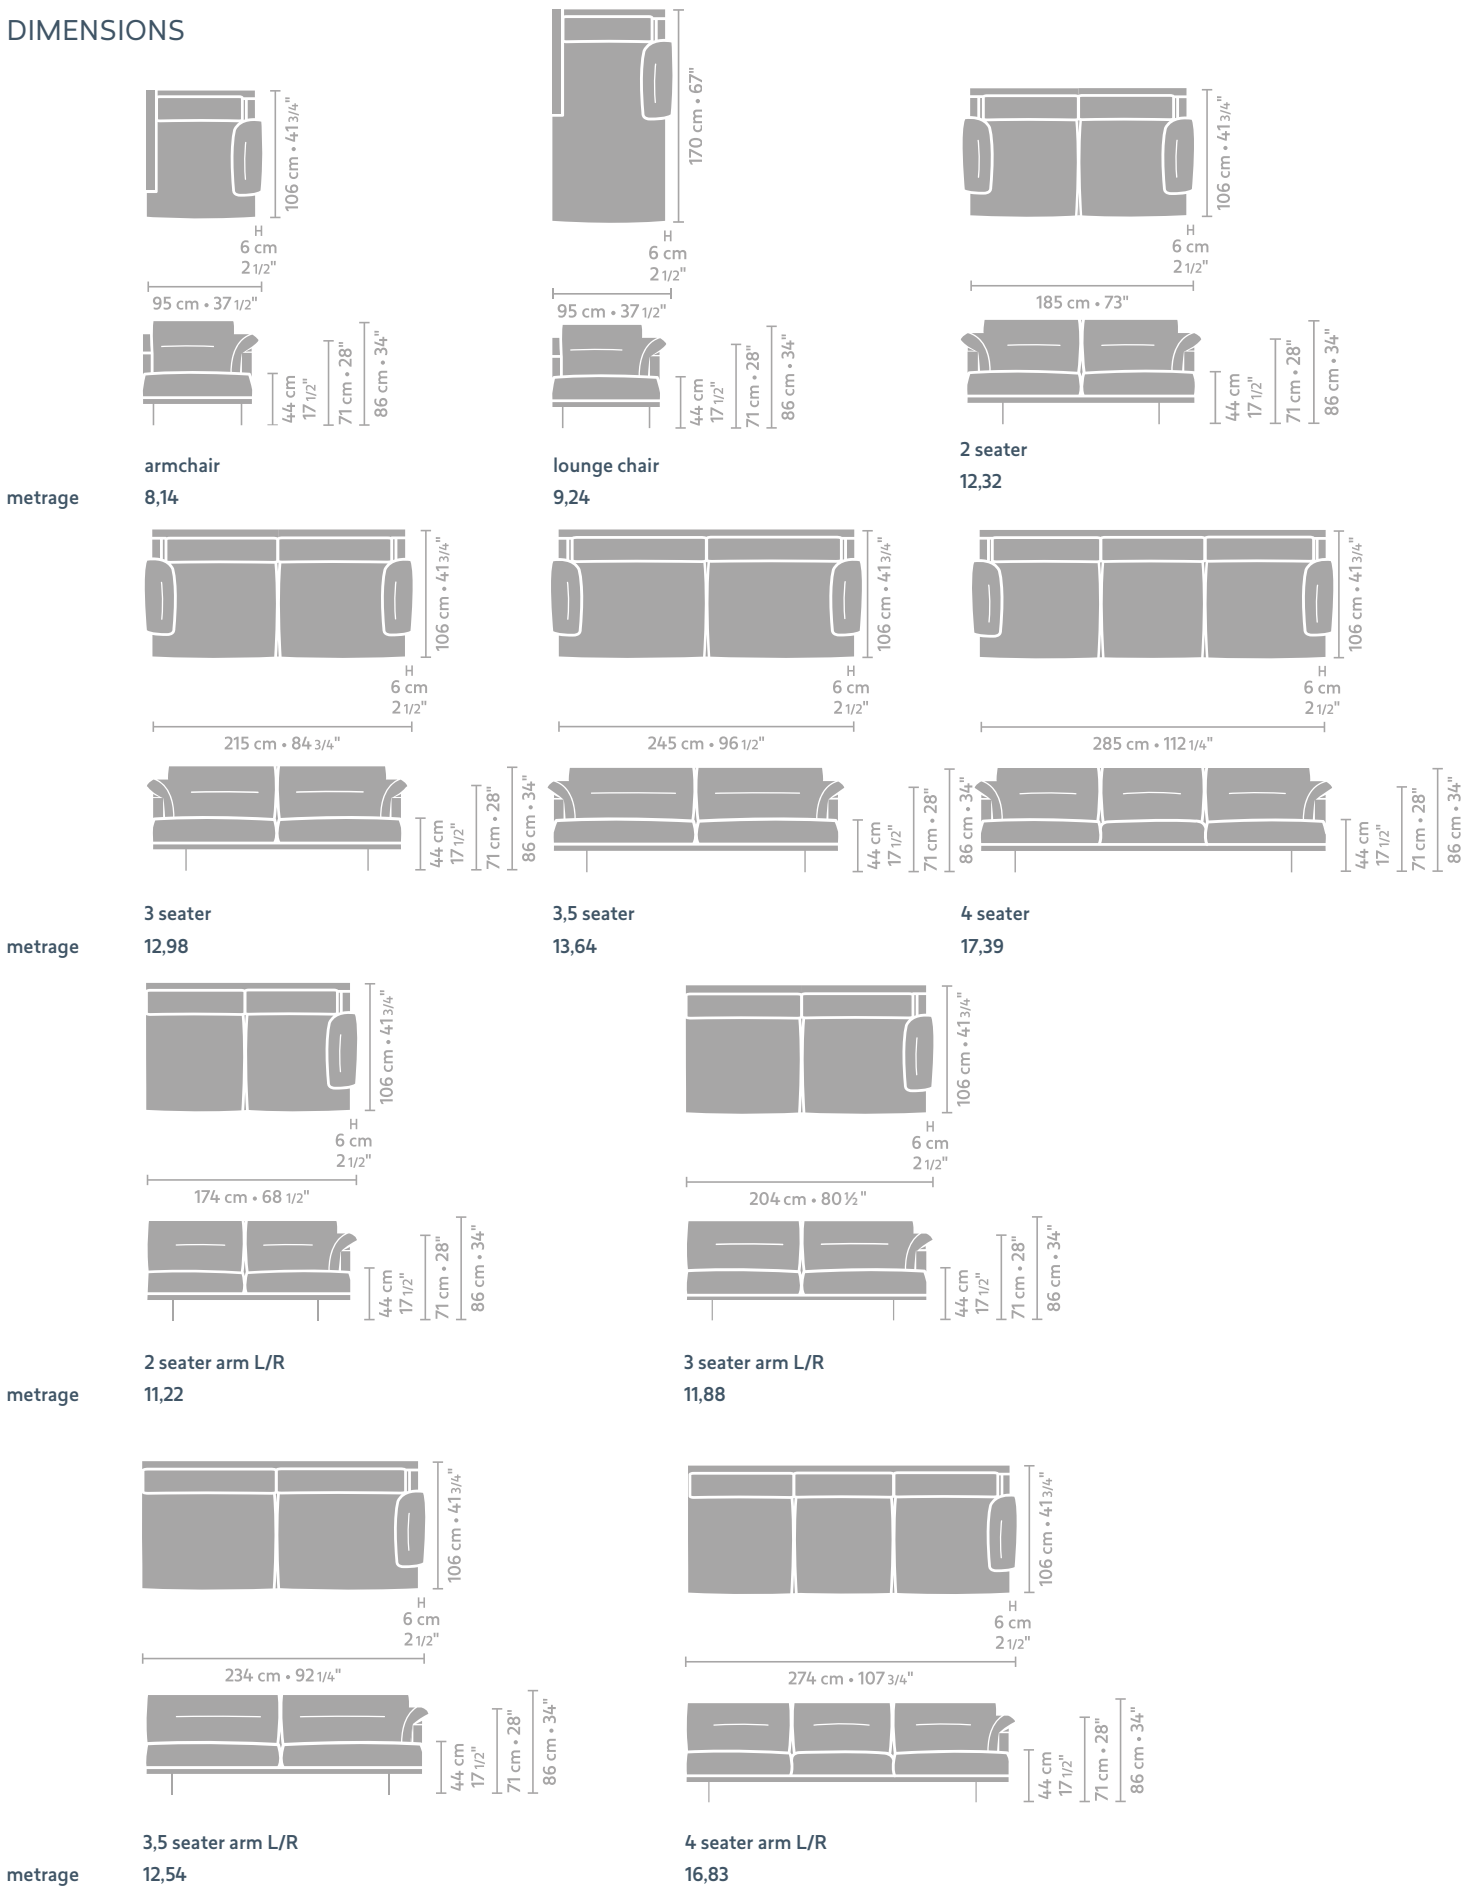 DIMENSIONS
106 cm • 41 3/4"
H
6 cm
2 1/2"
95 cm • 37 1/2"
44 cm
17 1/2"
71 cm • 28"
86 cm • 34"
armchair
170 cm • 67"
H
6 cm
2 1/2"
95 cm • 37 1/2"
44 cm
17 1/2"
71 cm • 28"
86 cm • 34"
lounge chair
106 cm • 41 3/4"
H
6 cm
2 1/2"
185 cm • 73"
44 cm
17 1/2"
71 cm • 28"
86 cm • 34"
2 seater
metrage
8,14
9,24
12,32
106 cm • 41 3/4"
H
6 cm
2 1/2"
215 cm • 84 3/4"
44 cm
17 1/2"
71 cm • 28"
86 cm • 34"
3 seater
106 cm • 41 3/4"
H
6 cm
2 1/2"
245 cm • 96 1/2"
44 cm
17 1/2"
71 cm • 28"
86 cm • 34"
3,5 seater
106 cm • 41 3/4"
H
6 cm
2 1/2"
285 cm • 112 1/4"
44 cm
17 1/2"
71 cm • 28"
86 cm • 34"
4 seater
metrage
12,98
13,64
17,39
106 cm • 41 3/4"
H
6 cm
2 1/2"
174 cm • 68 1/2"
44 cm
17 1/2"
71 cm • 28"
86 cm • 34"
2 seater arm L/R
106 cm • 41 3/4"
H
6 cm
2 1/2"
204 cm • 80 ½"
44 cm
17 1/2"
71 cm • 28"
86 cm • 34"
3 seater arm L/R
metrage
11,22
11,88
106 cm • 41 3/4"
H
6 cm
2 1/2"
234 cm • 92 1/4"
44 cm
17 1/2"
71 cm • 28"
86 cm • 34"
3,5 seater arm L/R
106 cm • 41 3/4"
H
6 cm
2 1/2"
274 cm • 107 3/4"
44 cm
17 1/2"
71 cm • 28"
86 cm • 34"
4 seater arm L/R
metrage
12,54
16,83